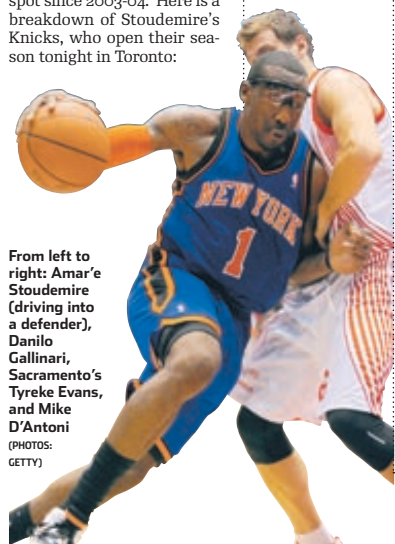 spot since 2003-04. Here is a
breakdown of Stoudemire's
Knicks, who open their sea-
son tonight in Toronto:
NEW YORK
1
From left to
right: Amar'e
Stoudemire
(driving into
a defender),
Danilo
Gallinari,
Sacramento's
Tyreke Evans,
and Mike
D'Antoni
(PHOTOS:
GETTY)